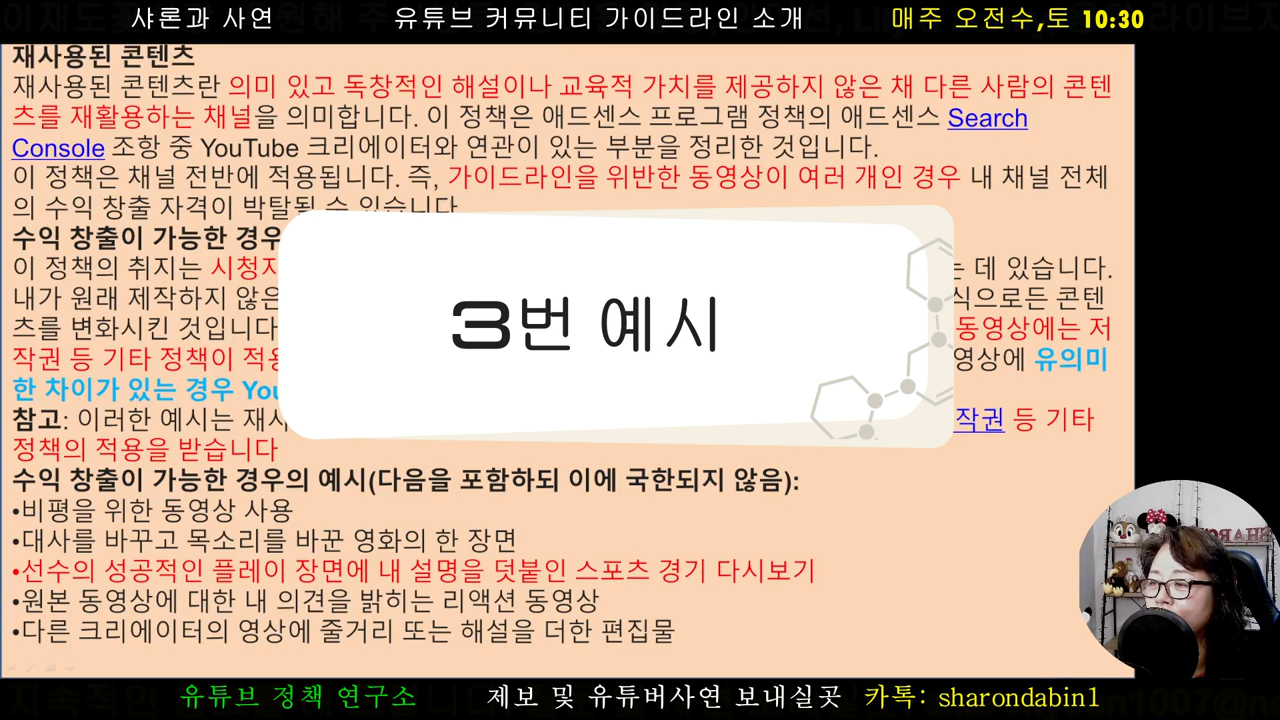 샤론과 사연 유튜브 커뮤니티 가이드라인 소개 매주 오전수,토 10:30
재사용된 콘텐츠
재사용된 콘텐츠란 의미 있고 독창적인 해설이나 교육적 가치를 제공하지 않은 채 다른 사람의 콘텐
츠를 재활용하는 채널을 의미합니다. 이 정책은 애드센스 프로그램 정책의 애드센스 Search
Console 조항 중 YouTube 크리에이터와 연관이 있는 부분을 정리한 것입니다.
이 정책은 채널 전반에 적용됩니다. 즉, 가이드라인을 위반한 동영상이 여러 개인 경우 내 채널 전체
의 수익 창출 자격이 박탈될 수 있습니다
수익 창출이 가능한 경우
이 정책의 취지는 데 있습니다.
내가 원래 제작하지 않은 식으로든 콘텐
츠를 변화시킨 것입니다 동영상에는 저
작권 등 기타 정책이 영상에 유의미
한 차이가 있는 경우
참고: 이러한 예시는 작권 등 기타
정책의 적용을 받습니다
3번 예시
수익 창출이 가능한 경우의 예시(다음을 포함하되 이에 국한되지 않음):
•비평을 위한 동영상 사용
•대사를 바꾸고 목소리를 바꾼 영화의 한 장면
•선수의 성공적인 플레이 장면에 내 설명을 덧붙인 스포츠 경기 다시보기
•원본 동영상에 대한 내 의견을 밝히는 리액션 동영상
•다른 크리에이터의 영상에 줄거리 또는 해설을 더한 편집물
유튜브 정책 연구소 제보 및 유튜버사연 보내실곳 카톡: sharondabin1